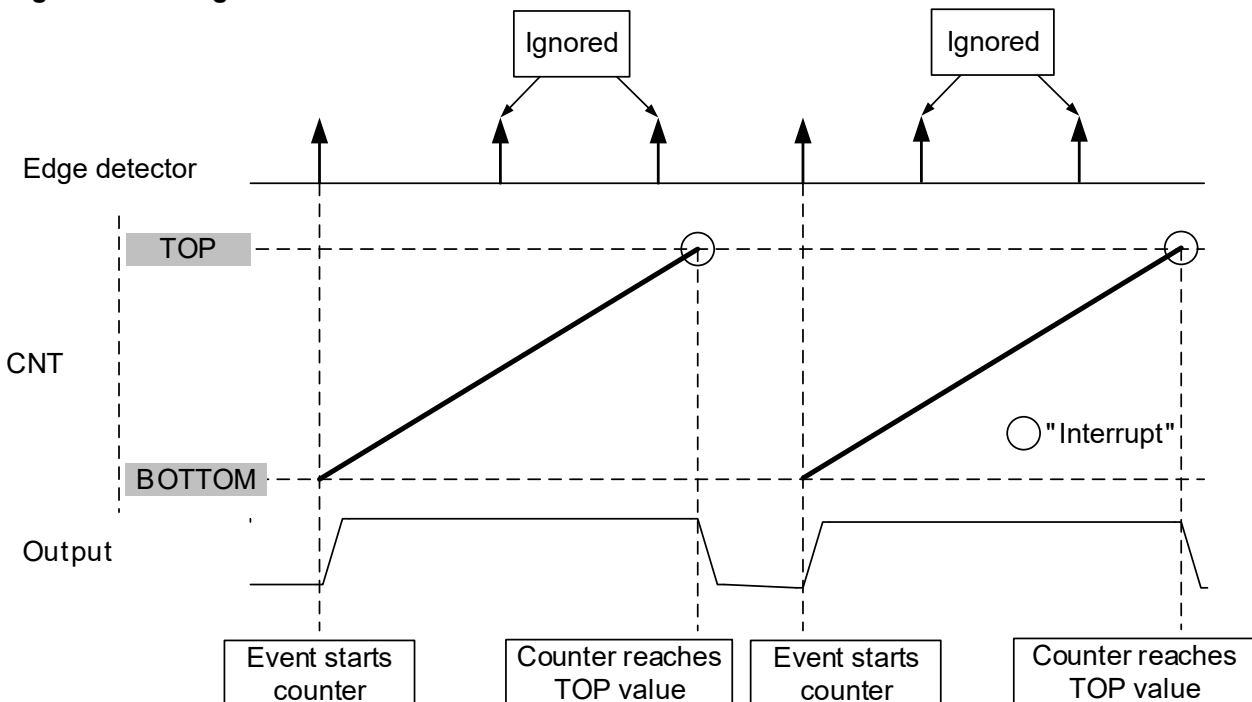 Ignored
Ignored
Edge detector
TOP
CNT
"Interrupt"
BOTTOM
Output
Event starts
counter
Counter reaches
TOP value
Event starts
counter
Counter reaches
TOP value